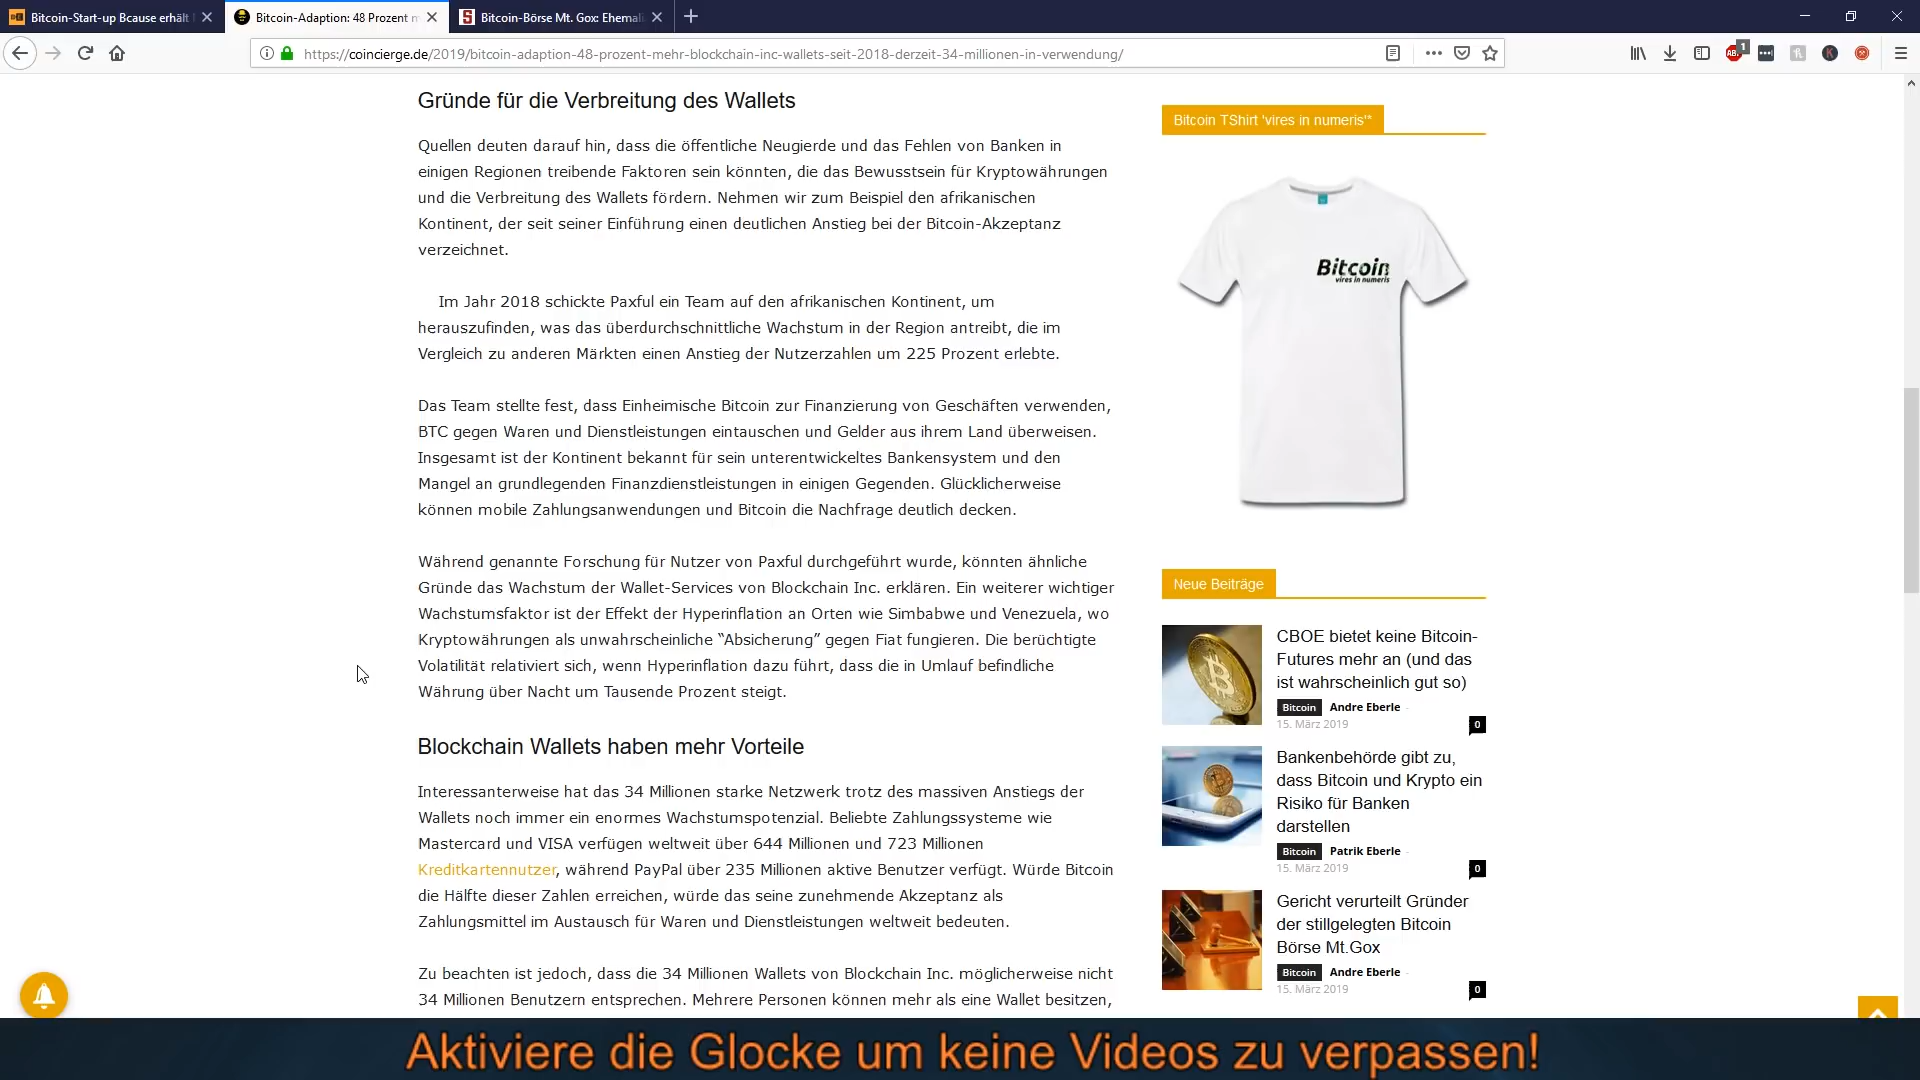 Bitcoin-Start-up Bcause erhält
Bitcoin-Adaption: 48 Prozent
Bitcoin-Börse Mt. Gox: Ehemali
https://coincierge.de/2019/bitcoin-adaption-48-prozent-mehr-blockchain-inc-wallets-seit-2018-derzeit-34-millionen-in-verwendung/
1
Gründe für die Verbreitung des Wallets
Quellen deuten darauf hin, dass die öffentliche Neugierde und das Fehlen von Banken in
einigen Regionen treibende Faktoren sein könnten, die das Bewusstsein für Kryptowährungen
und die Verbreitung des Wallets fördern. Nehmen wir zum Beispiel den afrikanischen
Kontinent, der seit seiner Einführung einen deutlichen Anstieg bei der Bitcoin-Akzeptanz
verzeichnet.
Im Jahr 2018 schickte Paxful ein Team auf den afrikanischen Kontinent, um
herauszufinden, was das überdurchschnittliche Wachstum in der Region antreibt, die im
Vergleich zu anderen Märkten einen Anstieg der Nutzerzahlen um 225 Prozent erlebte.
Das Team stellte fest, dass Einheimische Bitcoin zur Finanzierung von Geschäften verwenden,
BTC gegen Waren und Dienstleistungen eintauschen und Gelder aus ihrem Land überweisen.
Insgesamt ist der Kontinent bekannt für sein unterentwickeltes Bankensystem und den
Mangel an grundlegenden Finanzdienstleistungen in einigen Gegenden. Glücklicherweise
können mobile Zahlungsanwendungen und Bitcoin die Nachfrage deutlich decken.
Während genannte Forschung für Nutzer von Paxful durchgeführt wurde, könnten ähnliche
Gründe das Wachstum der Wallet-Services von Blockchain Inc. erklären. Ein weiterer wichtiger
Wachstumsfaktor ist der Effekt der Hyperinflation an Orten wie Simbabwe und Venezuela, wo
Kryptowährungen als unwahrscheinliche “Absicherung” gegen Fiat fungieren. Die berüchtigte
Volatilität relativiert sich, wenn Hyperinflation dazu führt, dass die in Umlauf befindliche
Währung über Nacht um Tausende Prozent steigt.
Blockchain Wallets haben mehr Vorteile
Interessanterweise hat das 34 Millionen starke Netzwerk trotz des massiven Anstiegs der
Wallets noch immer ein enormes Wachstumspotenzial. Beliebte Zahlungssysteme wie
Mastercard und VISA verfügen weltweit über 644 Millionen und 723 Millionen
Kreditkartennutzer, während PayPal über 235 Millionen aktive Benutzer verfügt. Würde Bitcoin
die Hälfte dieser Zahlen erreichen, würde das seine zunehmende Akzeptanz als
Zahlungsmittel im Austausch für Waren und Dienstleistungen weltweit bedeuten.
Zu beachten ist jedoch, dass die 34 Millionen Wallets von Blockchain Inc. möglicherweise nicht
34 Millionen Benutzern entsprechen. Mehrere Personen können mehr als eine Wallet besitzen,
Bitcoin TShirt 'vires in numeris'*
Bitcoin
vires in numeris
Neue Beiträge
CBOE bietet keine Bitcoin-
Futures mehr an (und das
ist wahrscheinlich gut so)
Bitcoin Andre Eberle -
15. März 2019
0
Bankenbehörde gibt zu,
dass Bitcoin und Krypto ein
Risiko für Banken
darstellen
Bitcoin Patrik Eberle -
15. März 2019
0
Gericht verurteilt Gründer
der stillgelegten Bitcoin
Börse Mt.Gox
Bitcoin Andre Eberle -
15. März 2019
0
Aktiviere die Glocke um keine Videos zu verpassen!